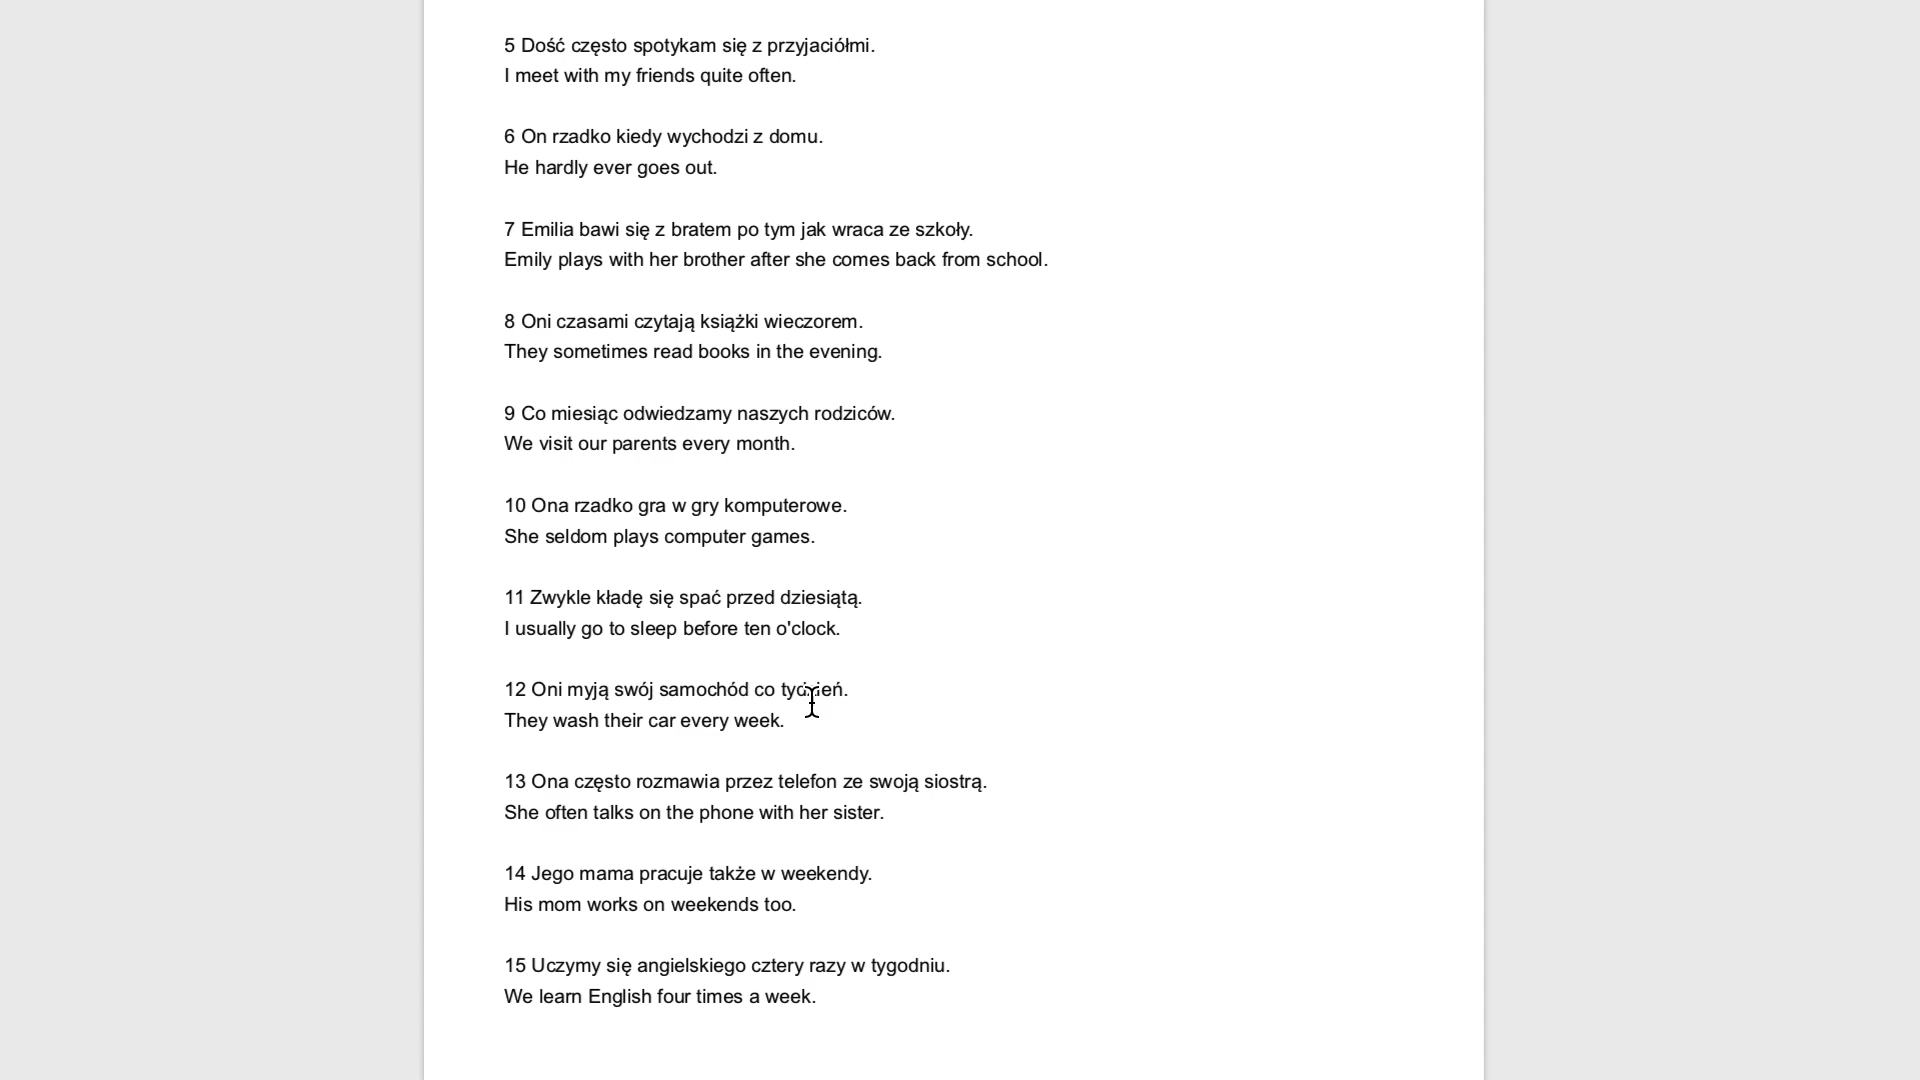 5 Dość często spotykam się z przyjaciółmi.
I meet with my friends quite often.
6 On rzadko kiedy wychodzi z domu.
He hardly ever goes out.
7 Emilia bawi się z bratem po tym jak wraca ze szkoły.
Emily plays with her brother after she comes back from school.
8 Oni czasami czytają książki wieczorem.
They sometimes read books in the evening.
9 Co miesiąc odwiedzamy naszych rodziców.
We visit our parents every month.
10 Ona rzadko gra w gry komputerowe.
She seldom plays computer games.
11 Zwykle kładę się spać przed dziesiątą.
I usually go to sleep before ten o'clock.
12 Oni myją swój samochód co tydzień.
They wash their car every week.
13 Ona często rozmawia przez telefon ze swoją siostrą.
She often talks on the phone with her sister.
14 Jego mama pracuje także w weekendy.
His mom works on weekends too.
15 Uczymy się angielskiego cztery razy w tygodniu.
We learn English four times a week.